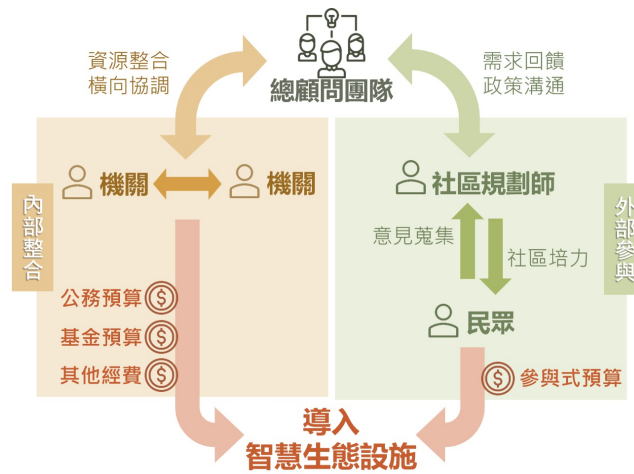 資源整合
橫向協調
總顧問團隊
需求回饋
政策溝通
內部整合
機關
機關
公務預算
$
基金預算
$
其他經費
$
外部參與
社區規劃師
意見蒐集
社區培力
民眾
$
參與式預算
導入
智慧生態設施